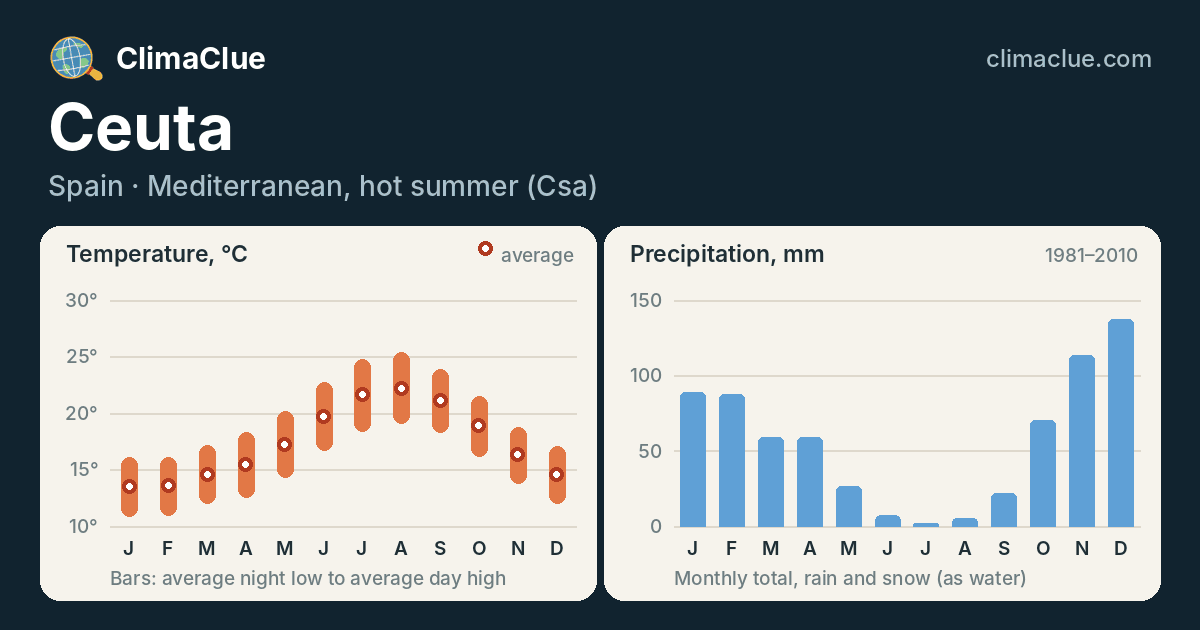 ClimaClue
climaclue.com
Ceuta
Spain · Mediterranean, hot summer (Csa)
Temperature, °C
average
30°
25°
20°
15°
10°
J F M A M J J A S O N D
Bars: average night low to average day high
Precipitation, mm
1981–2010
150
100
50
0
J F M A M J J A S O N D
Monthly total, rain and snow (as water)